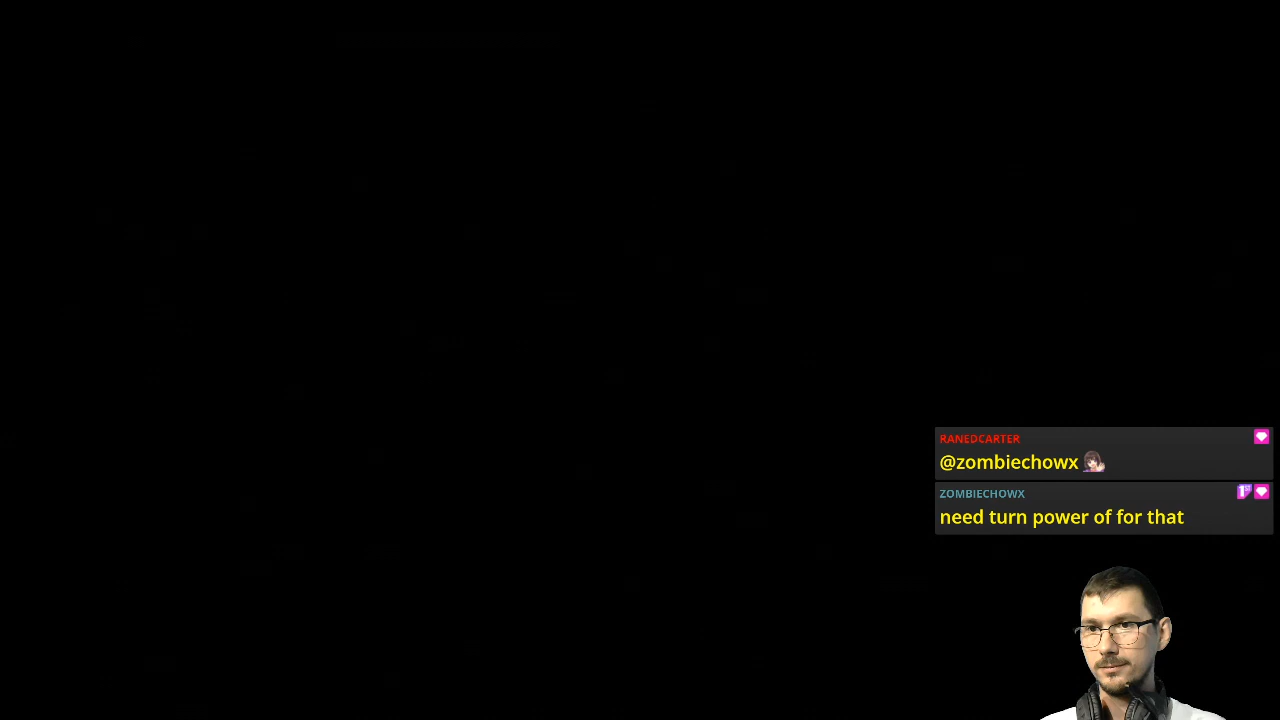 RANEDCARTER
@zombiechowx
ZOMBIECHOWX
need turn power of for that